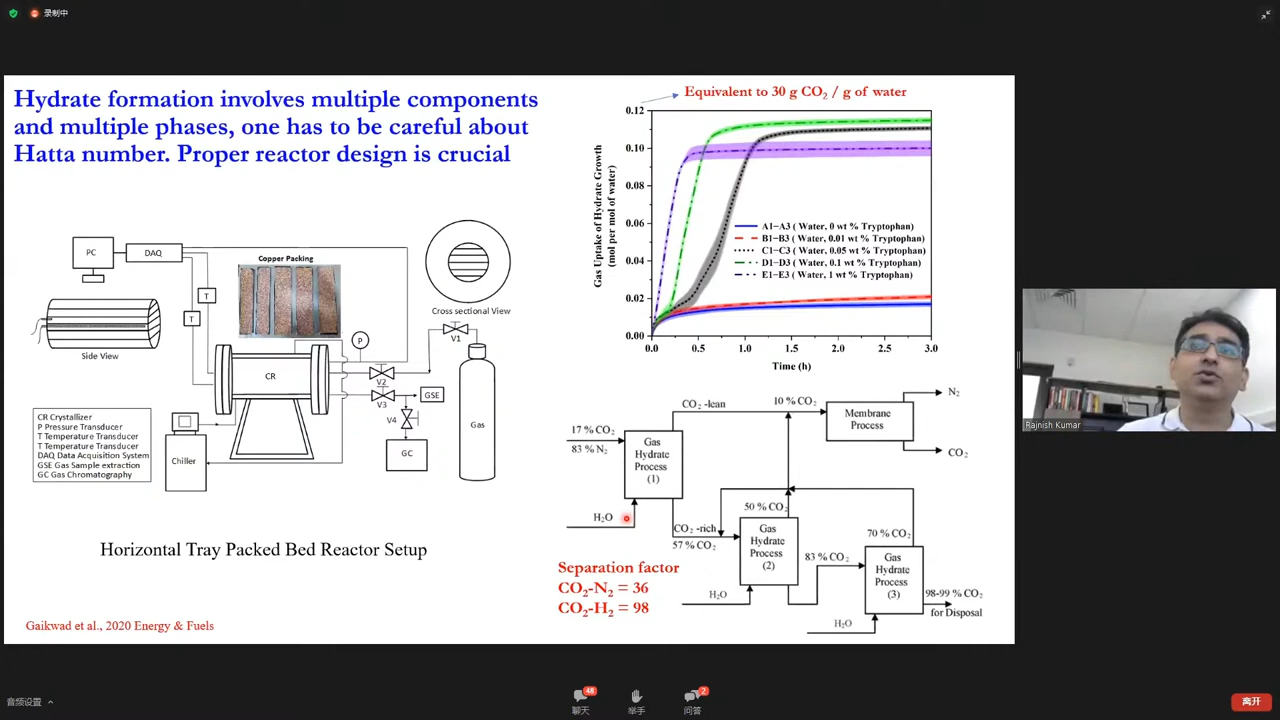 录制中
Hydrate formation involves multiple components
and multiple phases, one has to be careful about
Hatta number. Proper reactor design is crucial
PC
DAQ
T
T
Copper Packing
Cross sectional View
Side View
P
V1
V2
V3
V4
CR
GSE
GC
Gas
Chiller
CR Crystallizer
P Pressure Transducer
T Temperature Transducer
T Temperature Transducer
DAQ Data Acquisition System
GSE Gas Sample extraction
GC Gas Chromatography
Horizontal Tray Packed Bed Reactor Setup
Gaikwad et al., 2020 Energy & Fuels
Equivalent to 30 g CO₂ / g of water
Gas Uptake of Hydrate Growth
(mol per mol of water)
0.12
0.10
0.08
0.06
0.04
0.02
0.00
A1−A3 ( Water, 0 wt % Tryptophan)
B1−B3 ( Water, 0.01 wt % Tryptophan)
C1−C3 ( Water, 0.05 wt % Tryptophan)
D1−D3 ( Water, 0.1 wt % Tryptophan)
E1−E3 ( Water, 1 wt % Tryptophan)
0.0 0.5 1.0 1.5 2.0 2.5 3.0
Time (h)
17 % CO₂
83 % N₂
Gas
Hydrate
Process
(1)
H₂O
CO₂ -lean
10 % CO₂
Membrane
Process
N₂
CO₂
CO₂ -rich
57 % CO₂
50 % CO₂
Gas
Hydrate
Process
(2)
H₂O
83 % CO₂
70 % CO₂
Gas
Hydrate
Process
(3)
H₂O
98-99 % CO₂
for Disposal
Separation factor
CO₂-N₂ = 36
CO₂-H₂ = 98
Rajnish Kumar
音频设置
48
聊天
举手
2
问答
离开